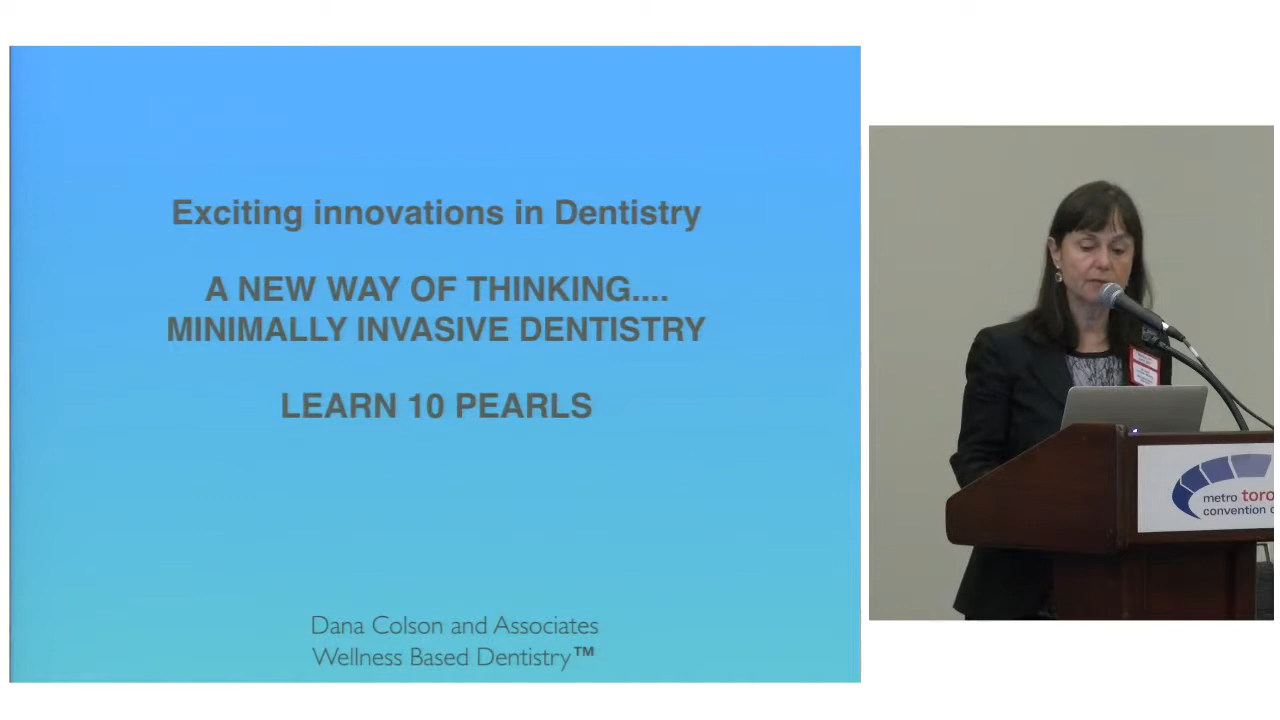 Exciting innovations in Dentistry
A NEW WAY OF THINKING....
MINIMALLY INVASIVE DENTISTRY
LEARN 10 PEARLS
Dana Colson and Associates
Wellness Based Dentistry™
metro toro
convention